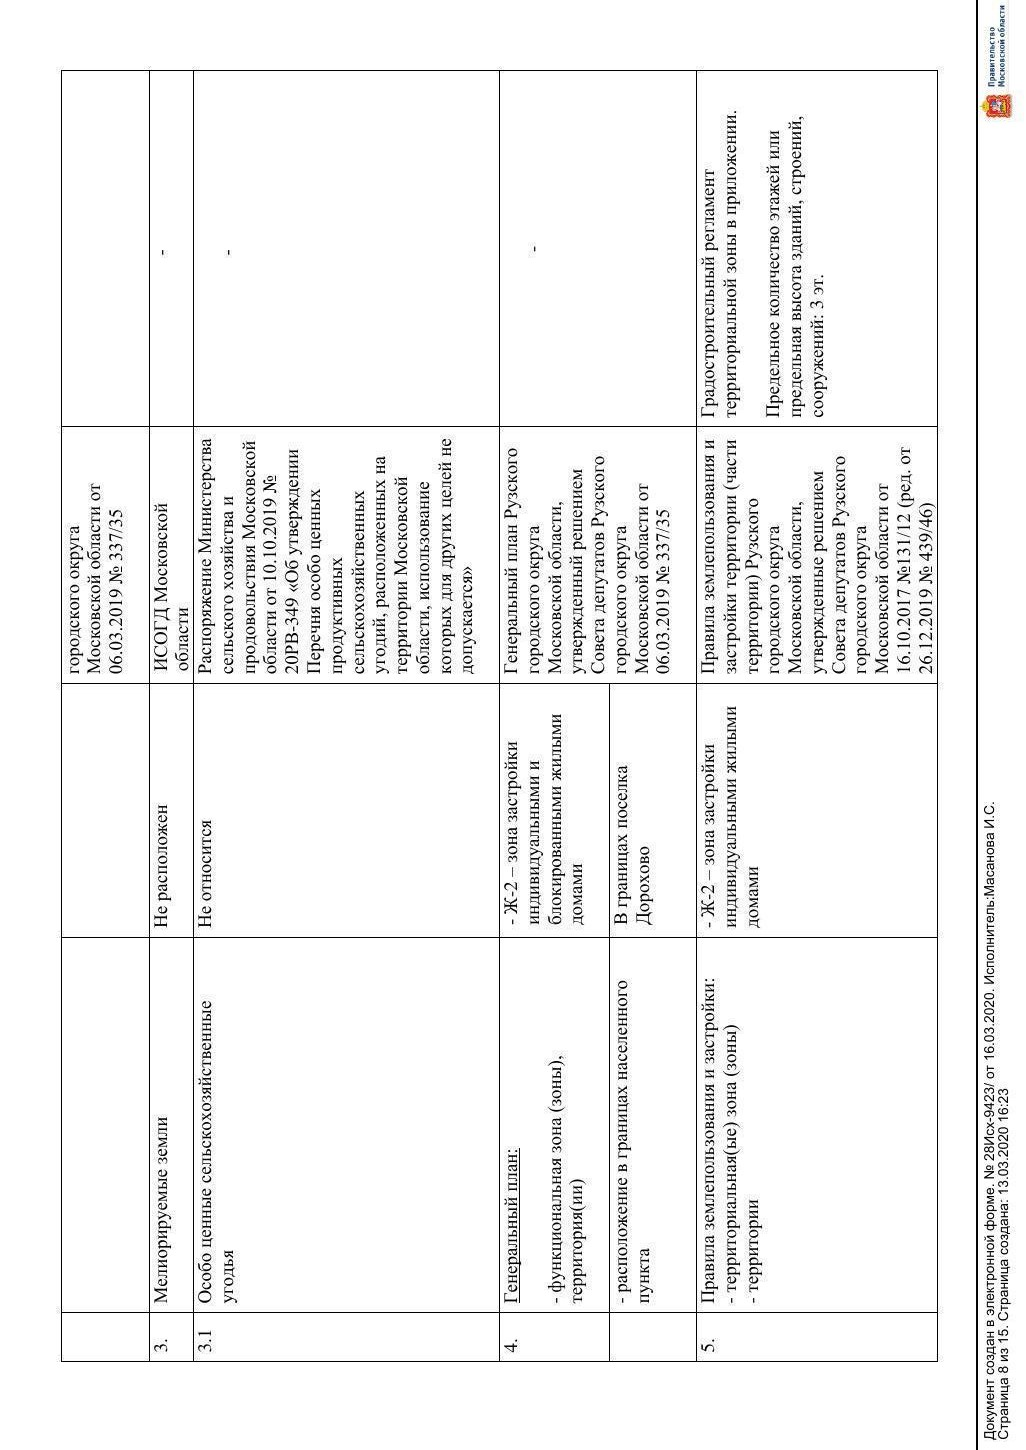 городского округа
Московской области от
06.03.2019 № 337/35
3.
Мелиорируемые земли
Не расположен
ИСОГД Московской
области
-
3.1
Особо ценные сельскохозяйственные
угодья
Не относится
Распоряжение Министерства
сельского хозяйства и
продовольствия Московской
области от 10.10.2019 №
20РВ-349 «Об утверждении
Перечня особо ценных
продуктивных
сельскохозяйственных
угодий, расположенных на
территории Московской
области, использование
которых для других целей не
допускается»
-
4.
Генеральный план:
- функциональная зона (зоны),
территория(ии)
- Ж-2 – зона застройки
индивидуальными и
блокированными жилыми
домами
Генеральный план Рузского
городского округа
Московской области,
утвержденный решением
Совета депутатов Рузского
городского округа
Московской области от
06.03.2019 № 337/35
-
- расположение в границах населенного
пункта
В границах поселка
Дорохово
5.
Правила землепользования и застройки:
- территориальная(ые) зона (зоны)
- территории
- Ж-2 – зона застройки
индивидуальными жилыми
домами
Правила землепользования и
застройки территории (части
территории) Рузского
городского округа
Московской области,
утвержденные решением
Совета депутатов Рузского
городского округа
Московской области от
16.10.2017 №131/12 (ред. от
26.12.2019 № 439/46)
Градостроительный регламент
территориальной зоны в приложении.
Предельное количество этажей или
предельная высота зданий, строений,
сооружений: 3 эт.
Документ создан в электронной форме. № 28Исх-9423/ от 16.03.2020. Исполнитель:Масанова И.С.
Страница 8 из 15. Страница создана: 13.03.2020 16:23
Правительство
Московской области